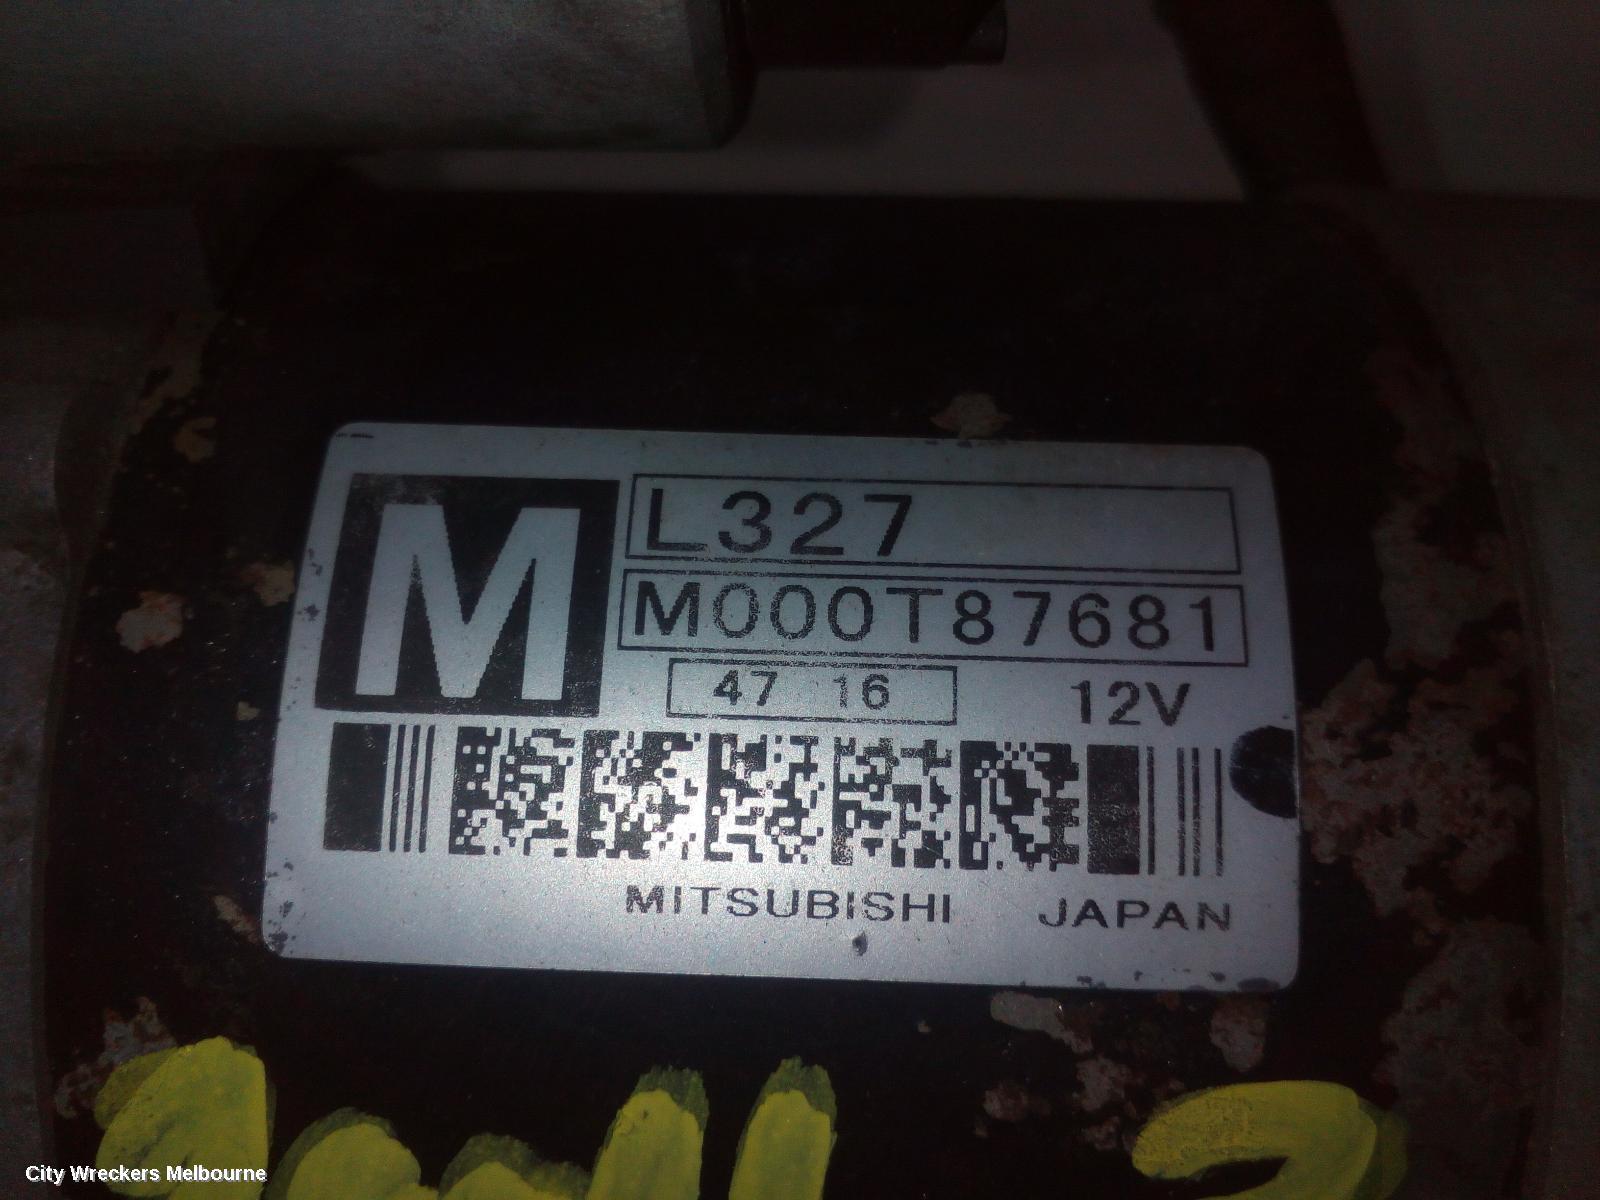 M
L327
M000T87681
47 16
12V
MITSUBISHI JAPAN
City Wreckers Melbourne